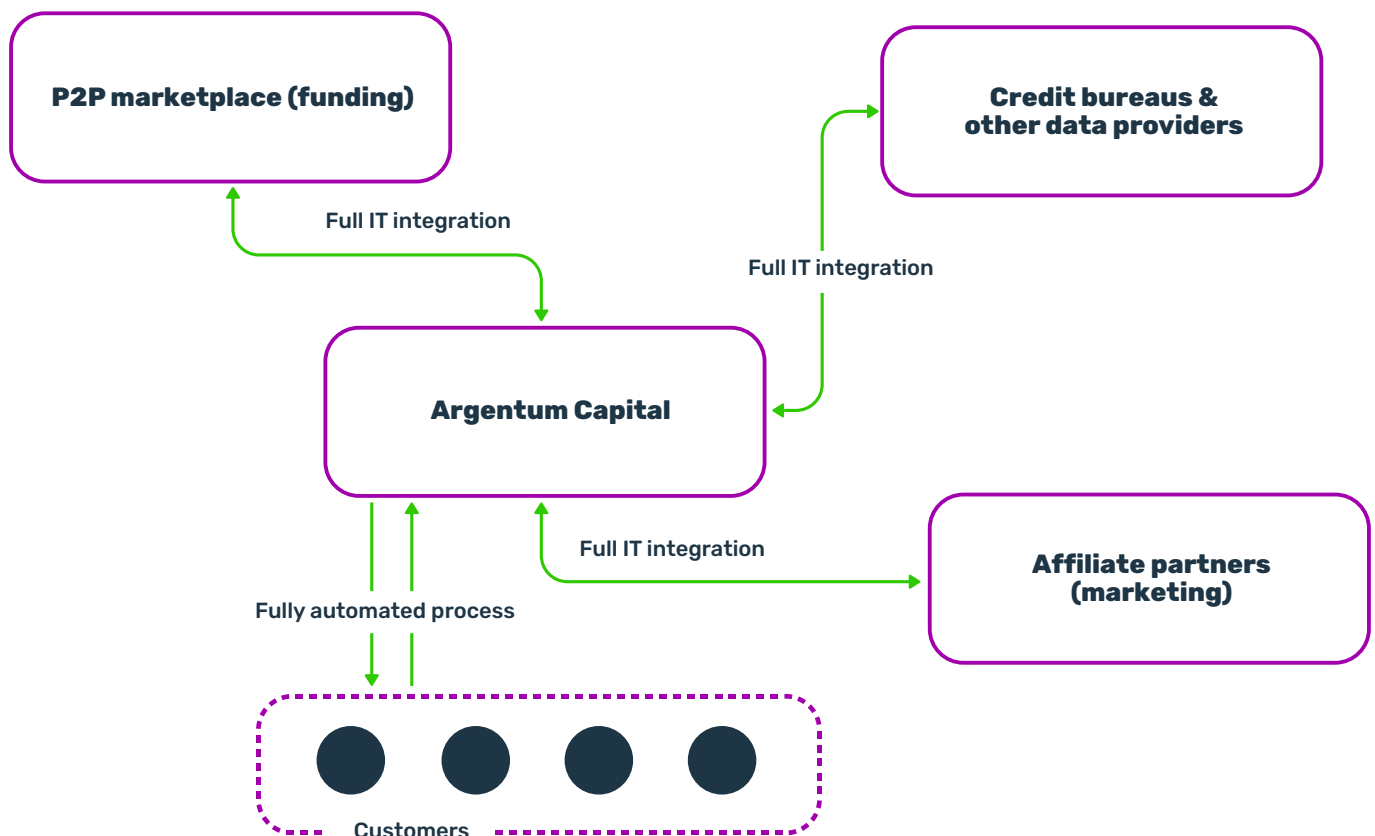 P2P marketplace (funding)
Credit bureaus &
other data providers
Full IT integration
Full IT integration
Argentum Capital
Full IT integration
Affiliate partners
(marketing)
Fully automated process
Customers